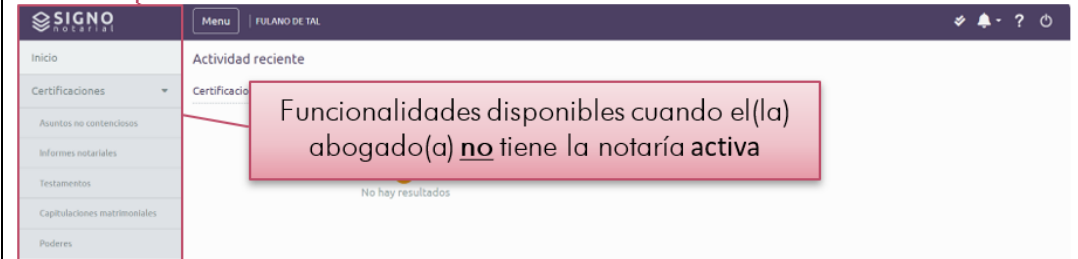 SIGNO
notarial
Menu
FULANO DE TAL
?
Inicio
Actividad reciente
Certificaciones
Certificacio
Funcionalidades disponibles cuando el(la)
abogado(a) no tiene la notaría activa
Asuntos no contenciosos
Informes notariales
Testamentos
No hay resultados
Capitulaciones matrimoniales
Poderes